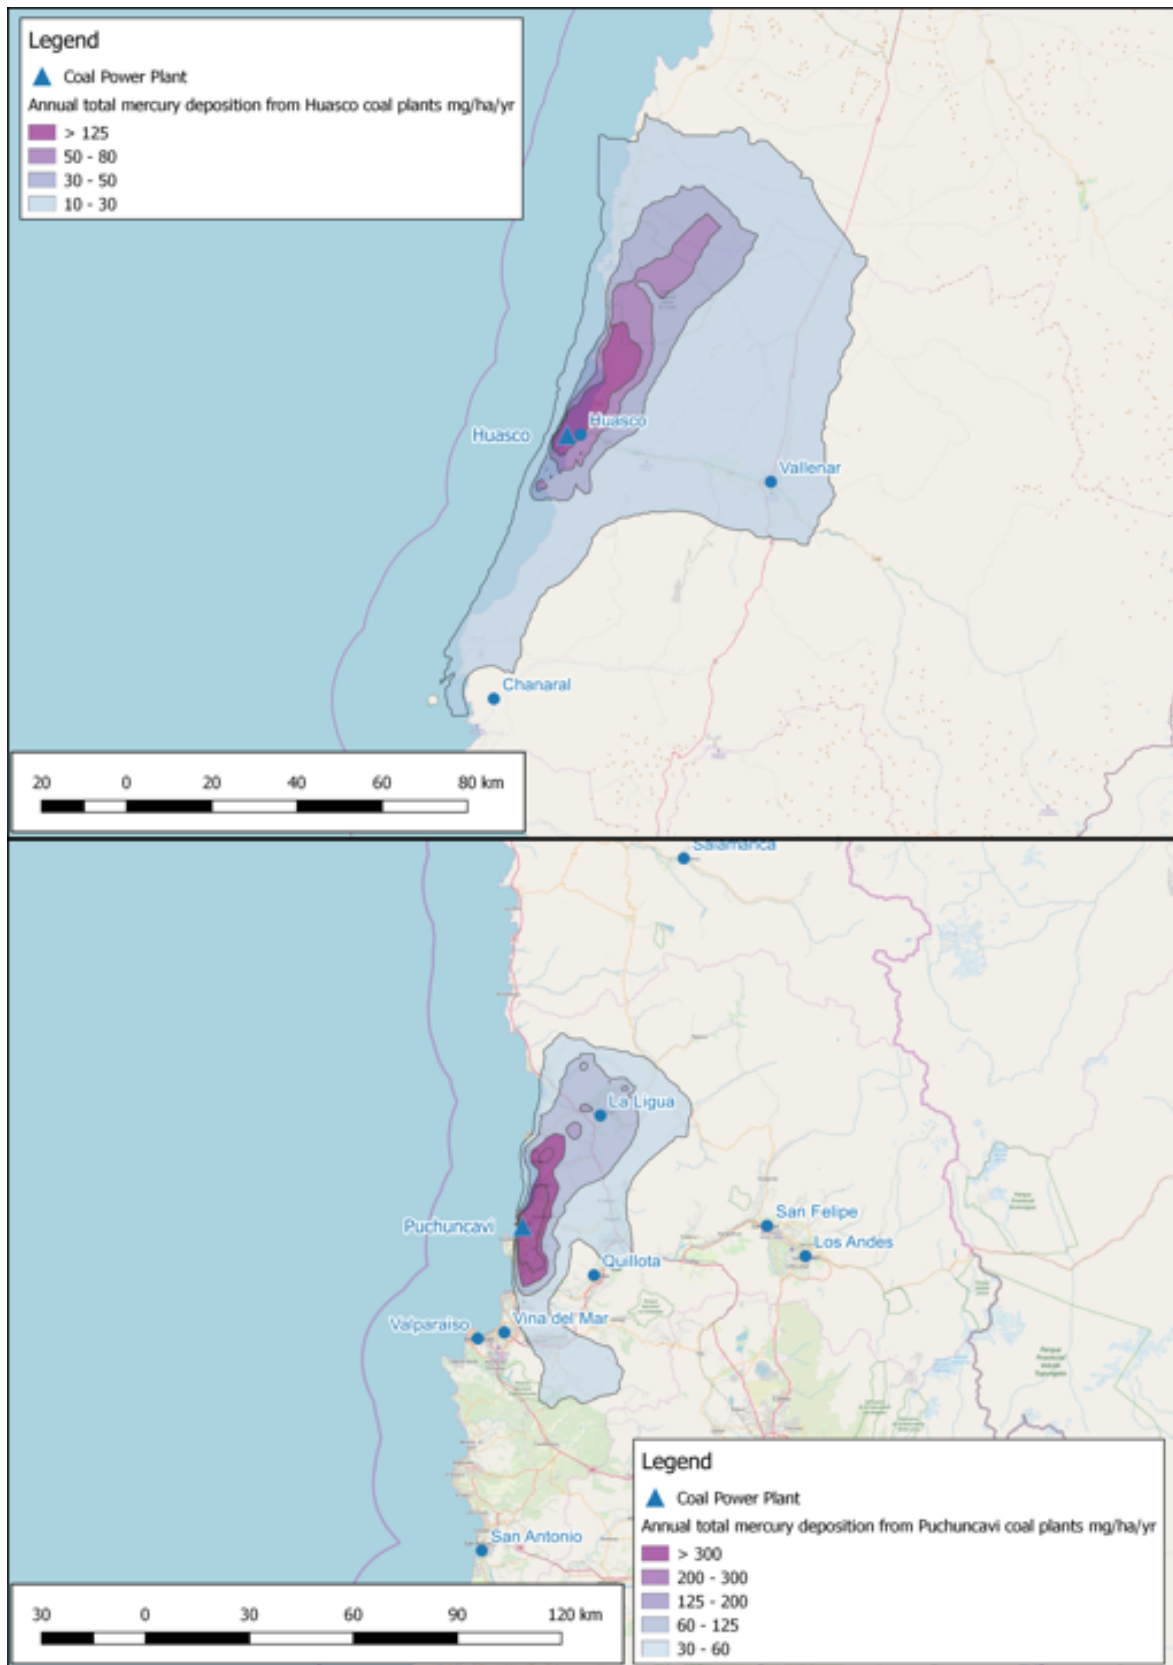 Legend
Coal Power Plant
Annual total mercury deposition from Huasco coal plants mg/ha/yr
> 125
50 - 80
30 - 50
10 - 30
Huasco
Huasco
Vallenar
Chanaral
20 0 20 40 60 80 km
Salamanca
La Ligua
Puchuncavi
San Felipe
Los Andes
Quillota
Valparaiso
Vina del Mar
San Antonio
Legend
Coal Power Plant
Annual total mercury deposition from Puchuncavi coal plants mg/ha/yr
> 300
200 - 300
125 - 200
60 - 125
30 - 60
30 0 30 60 90 120 km